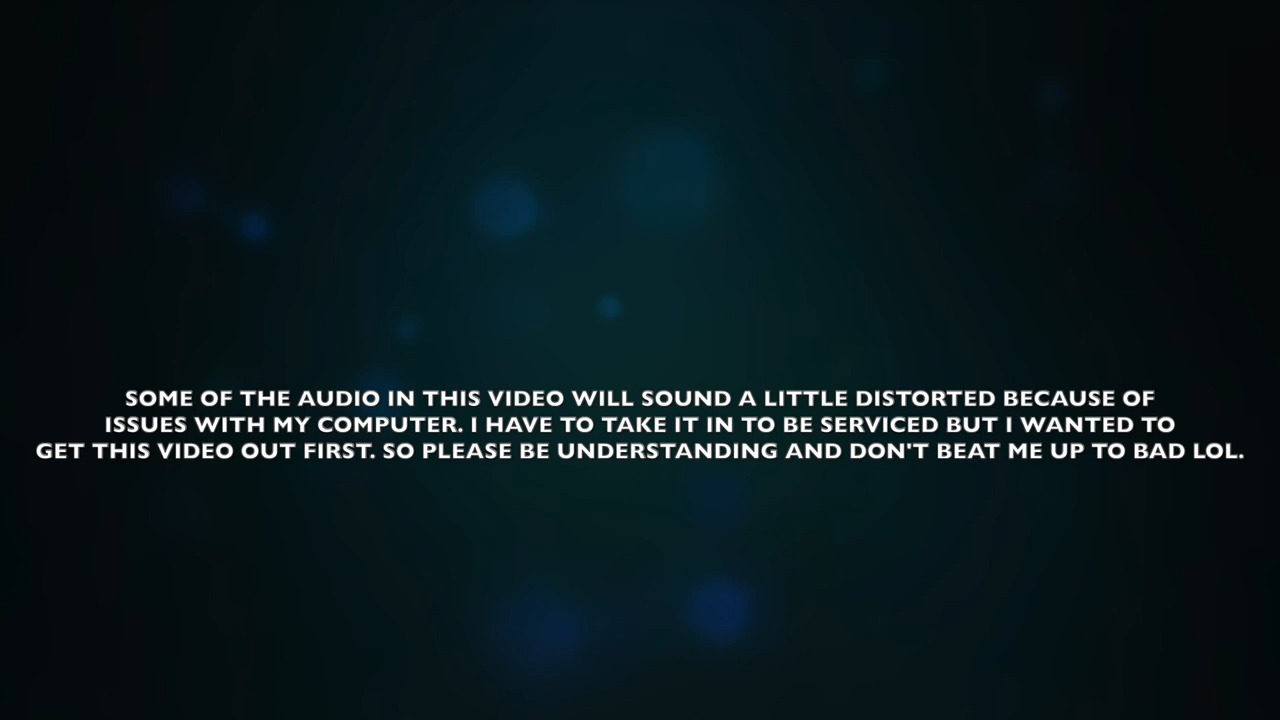 SOME OF THE AUDIO IN THIS VIDEO WILL SOUND A LITTLE DISTORTED BECAUSE OF
ISSUES WITH MY COMPUTER. I HAVE TO TAKE IT IN TO BE SERVICED BUT I WANTED TO
GET THIS VIDEO OUT FIRST. SO PLEASE BE UNDERSTANDING AND DON'T BEAT ME UP TO BAD LOL.